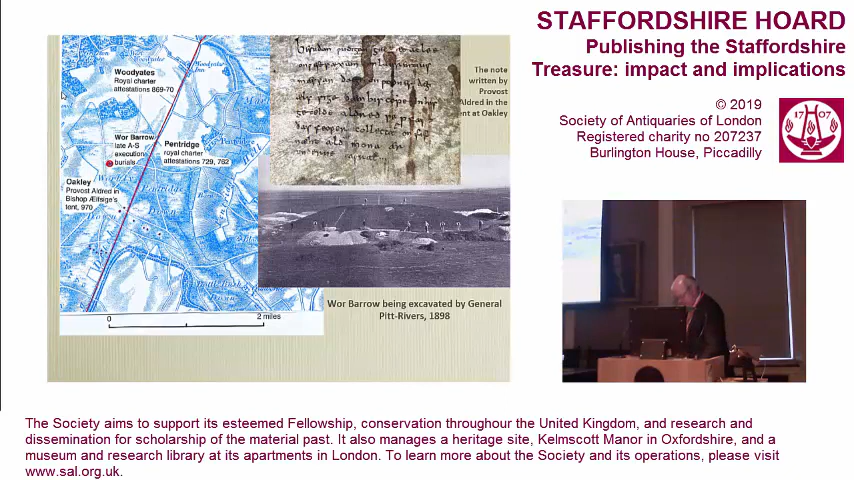 STAFFORDSHIRE HOARD
Publishing the Staffordshire
Treasure: impact and implications
© 2019
Society of Antiquaries of London
Registered charity no 207237
Burlington House, Piccadilly
17 07
Woodyates
Royal charter
attestations 869-70
Wor Barrow
late A-S
execution
burials
Pentridge
royal charter
attestations 729, 762
Oakley
Provost Aldred in
Bishop Ælfsige's
tent, 970
0 2 miles
The note
written by
Provost
Aldred in the
nt at Oakley
Wor Barrow being excavated by General
Pitt-Rivers, 1898
The Society aims to support its esteemed Fellowship, conservation throughour the United Kingdom, and research and
dissemination for scholarship of the material past. It also manages a heritage site, Kelmscott Manor in Oxfordshire, and a
museum and research library at its apartments in London. To learn more about the Society and its operations, please visit
www.sal.org.uk.